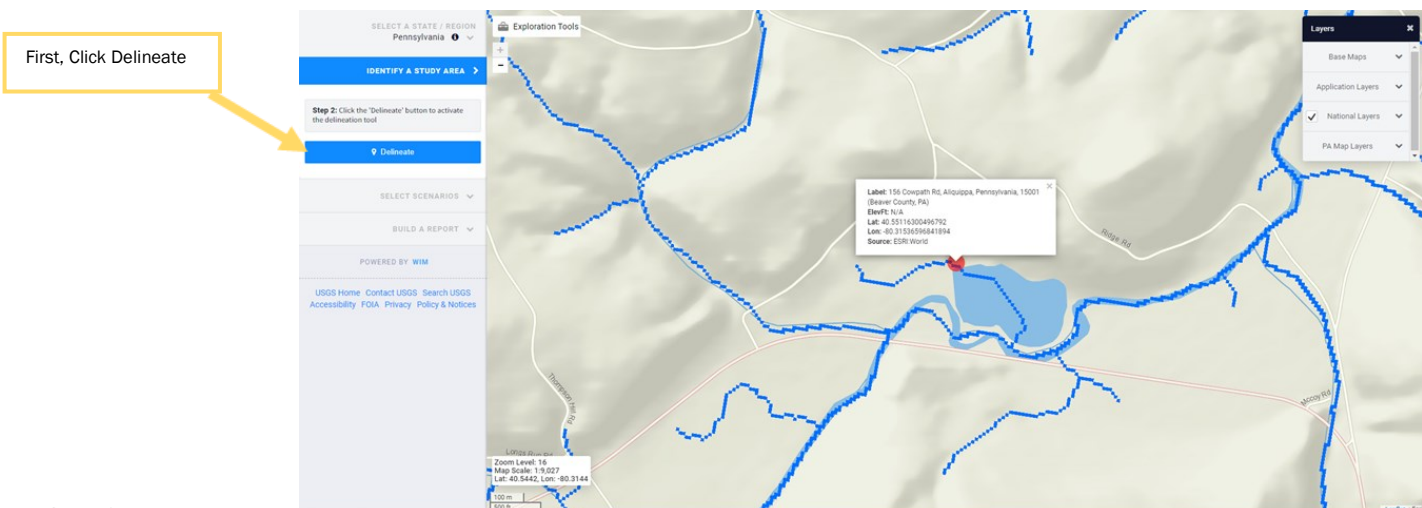 First, Click Delineate
SELECT A STATE / REGION
Pennsylvania
IDENTIFY A STUDY AREA
Step 2: Click the 'Delineate' button to activate
the delineation tool
Delineate
SELECT SCENARIOS
BUILD A REPORT
POWERED BY WIM
USGS Home Contact USGS Search USGS
Accessibility FOIA Privacy Policy & Notices
Exploration Tools
+
-
Label: 156 Cowpath Rd, Aliquippa, Pennsylvania, 15001
(Beaver County, PA)
ElevFt: N/A
Lat: 40.55116300496792
Lon: -80.31536596841894
Source: ESRI:World
Ridge Rd
Thompson Hill Rd
Mccoy Rd
Longs Run Rd
Zoom Level: 16
Map Scale: 1:9,027
Lat: 40.5442, Lon: -80.3144
100 m
500 ft
Layers
Base Maps
Application Layers
National Layers
PA Map Layers